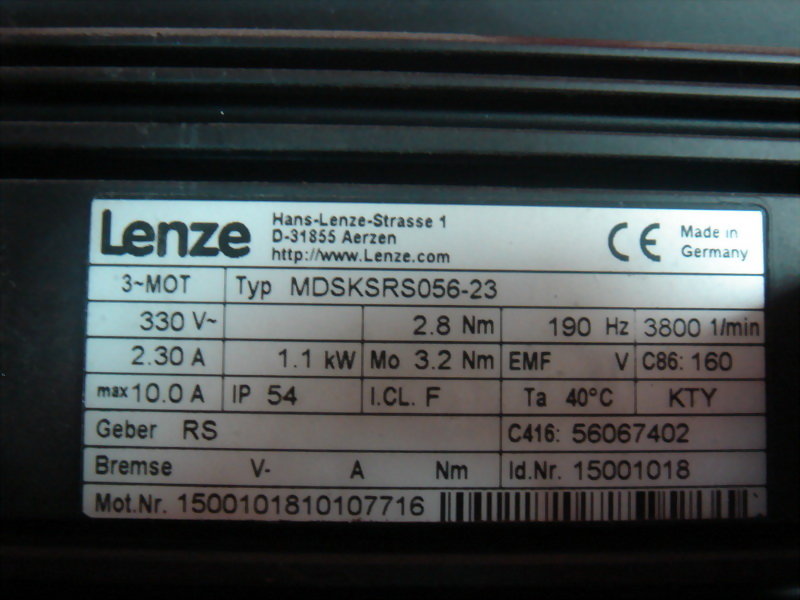 Lenze
Hans-Lenze-Strasse 1
D-31855 Aerzen
http://www.Lenze.com
CE
Made in
Germany
3~MOT Typ MDSKSRS056-23
330 V~ 2.8 Nm 190 Hz 3800 1/min
2.30 A 1.1 kW Mo 3.2 Nm EMF V C86: 160
max 10.0 A IP 54 I.CL. F Ta 40°C KTY
Geber RS C416: 56067402
Bremse V- A Nm Id.Nr. 15001018
Mot.Nr. 1500101810107716